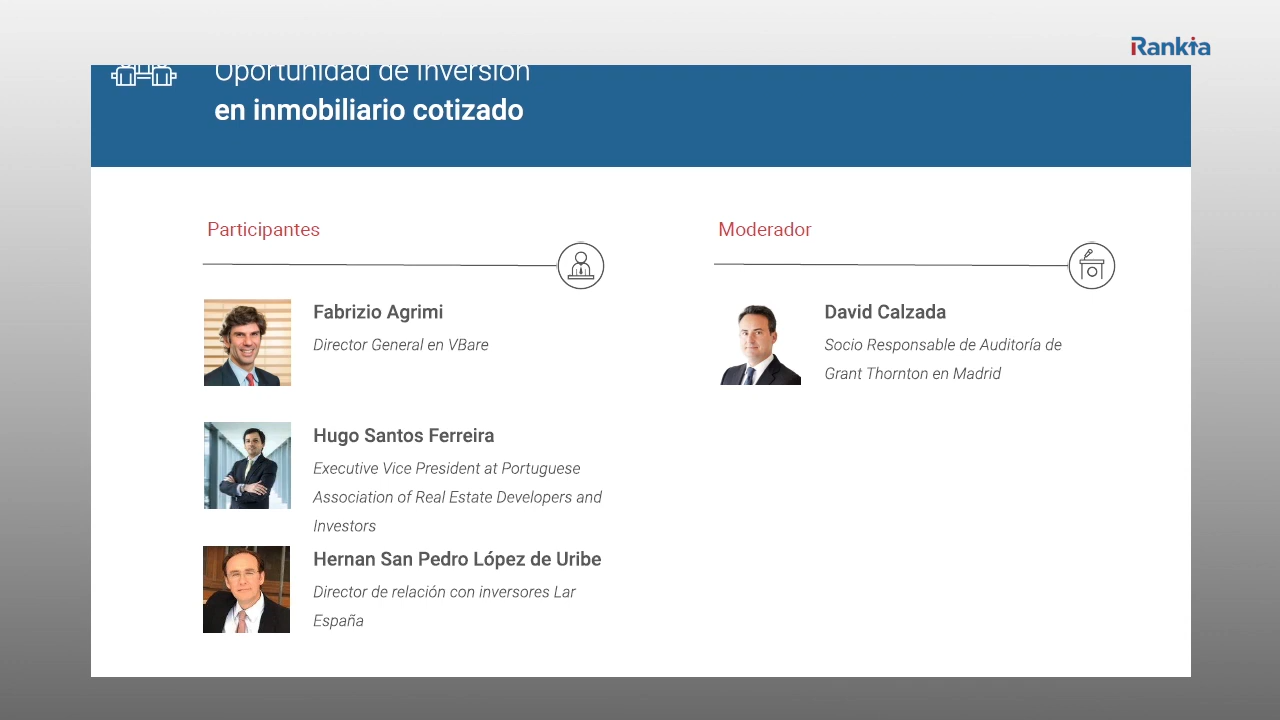 Rankia
Oportunidad de Inversión
en inmobiliario cotizado
Participantes
Moderador
Fabrizio Agrimi
Director General en VBare
David Calzada
Socio Responsable de Auditoría de
Grant Thornton en Madrid
Hugo Santos Ferreira
Executive Vice President at Portuguese
Association of Real Estate Developers and
Investors
Hernan San Pedro López de Uribe
Director de relación con inversores Lar
España